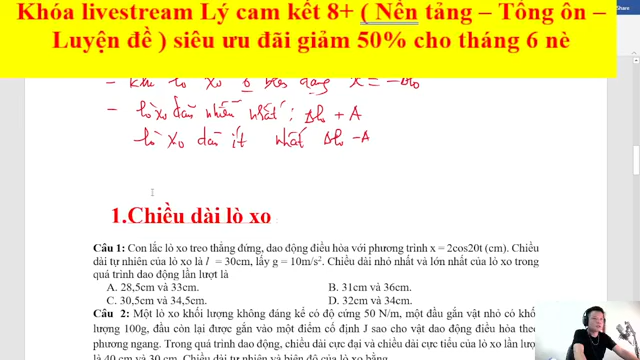 Khóa livestream Lý cam kết 8+ ( Nền tảng – Tổng ôn –
Luyện đề ) siêu ưu đãi giảm 50% cho tháng 6 nè
– lò xo dãn nhiều nhất : Δl₀ + A
lò xo dãn ít nhất Δl₀ – A
1.Chiều dài lò xo
Câu 1: Con lắc lò xo treo thẳng đứng, dao động điều hòa với phương trình x = 2cos20t (cm). Chiều
dài tự nhiên của lò xo là l = 30cm, lấy g = 10m/s². Chiều dài nhỏ nhất và lớn nhất của lò xo trong
quá trình dao động lần lượt là
A. 28,5cm và 33cm. B. 31cm và 36cm.
C. 30,5cm và 34,5cm. D. 32cm và 34cm.
Câu 2: Một lò xo khối lượng không đáng kể có độ cứng 50 N/m, một đầu gắn vật nhỏ có khối
lượng 100g, đầu còn lại được gắn vào một điểm cố định J sao cho vật dao động điều hòa theo
phương ngang. Trong quá trình dao động, chiều dài cực đại và chiều dài cực tiểu của lò xo lần lượt
là 40 cm và 30 cm. Chiều dài tự nhiên và biên độ của lò xo bằng